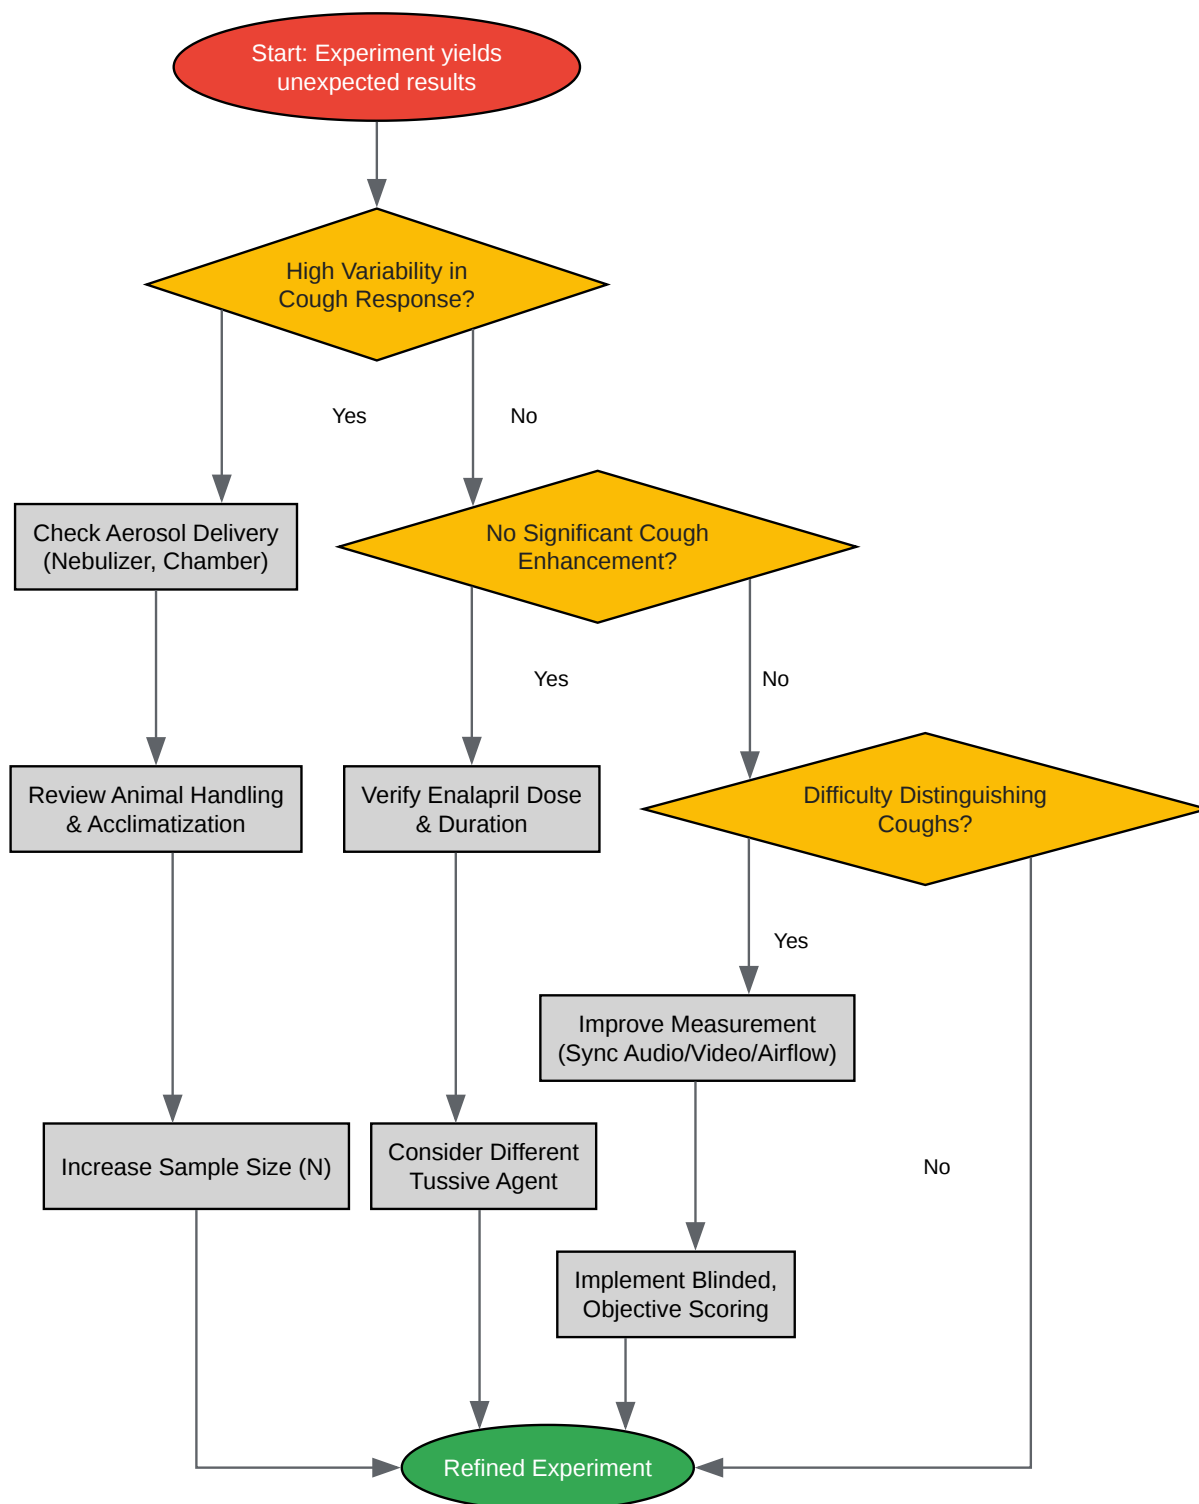 Start: Experiment yields
unexpected results
High Variability in
Cough Response?
Yes
No
Check Aerosol Delivery
(Nebulizer, Chamber)
No Significant Cough
Enhancement?
Yes
No
Review Animal Handling
& Acclimatization
Verify Enalapril Dose
& Duration
Difficulty Distinguishing
Coughs?
Yes
Improve Measurement
(Sync Audio/Video/Airflow)
Increase Sample Size (N)
Consider Different
Tussive Agent
No
Implement Blinded,
Objective Scoring
Refined Experiment